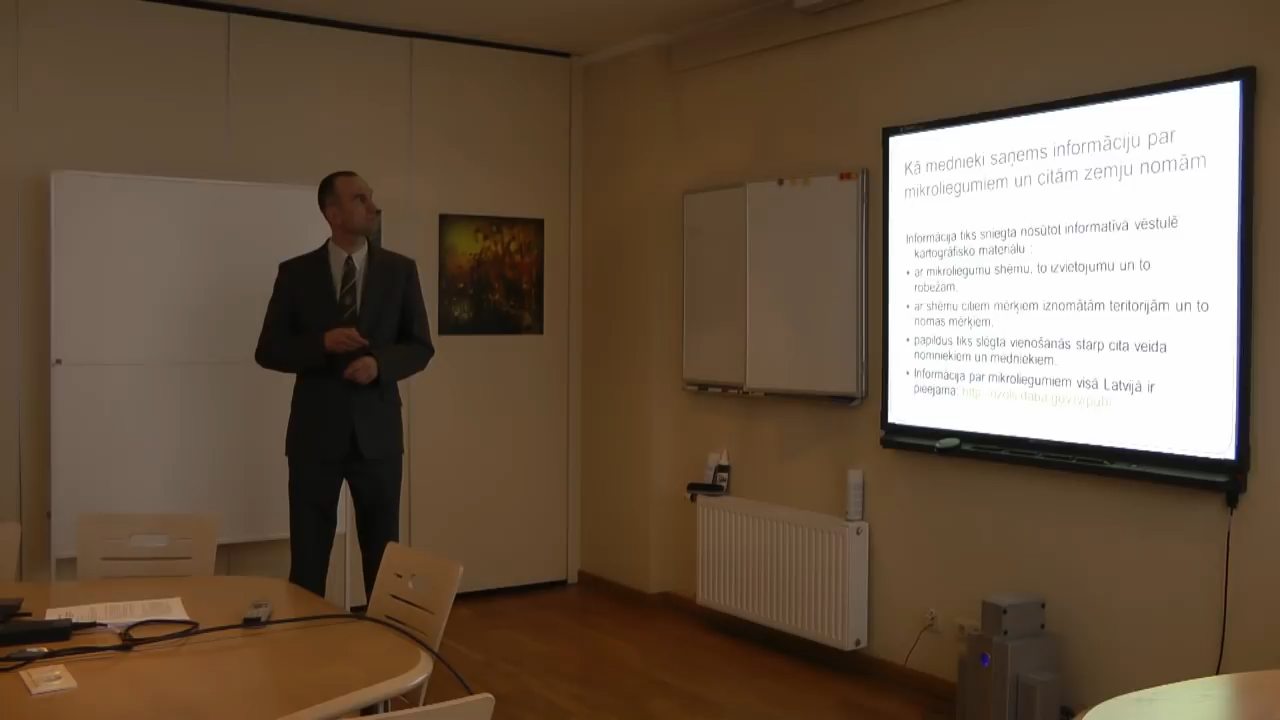 Kā mednieki saņems informāciju par
mikroliegumiem un citām zemju nomām
Informācija tiks sniegta nosūtot informatīvā vēstulē
kartogrāfisko materiālu :
• ar mikroliegumu shēmu, to izvietojumu un to
robežām.
• ar shēmu citiem mērķiem iznomātām teritorijām un to
nomas mērķiem.
• papildus tiks slēgta vienošanās starp cita veida
nomniekiem un medniekiem.
• Informācija par mikroliegumiem visā Latvijā ir
pieejama: